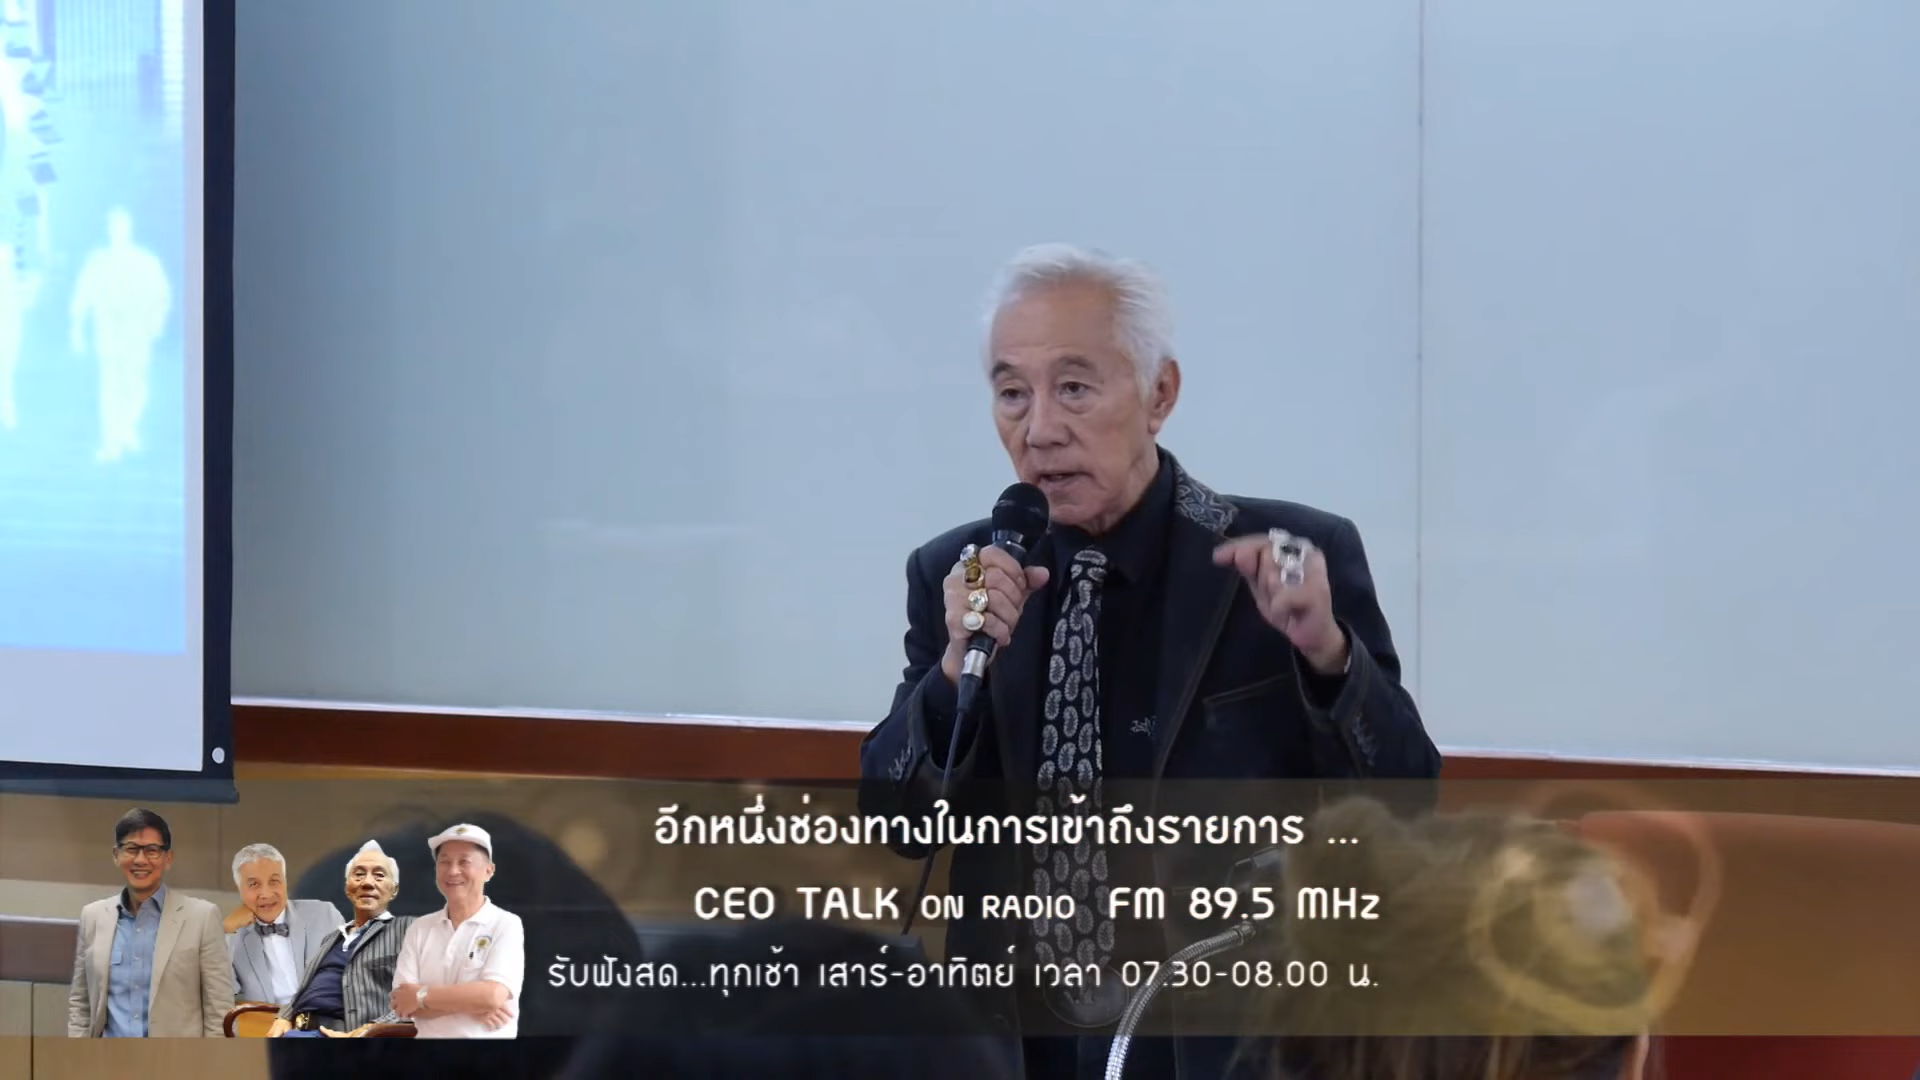 อีกหนึ่งช่องทางในการเข้าถึงรายการ ...
CEO TALK ON RADIO FM 89.5 MHz
รับฟังสด...ทุกเช้า เสาร์-อาทิตย์ เวลา 07.30-08.00 น.